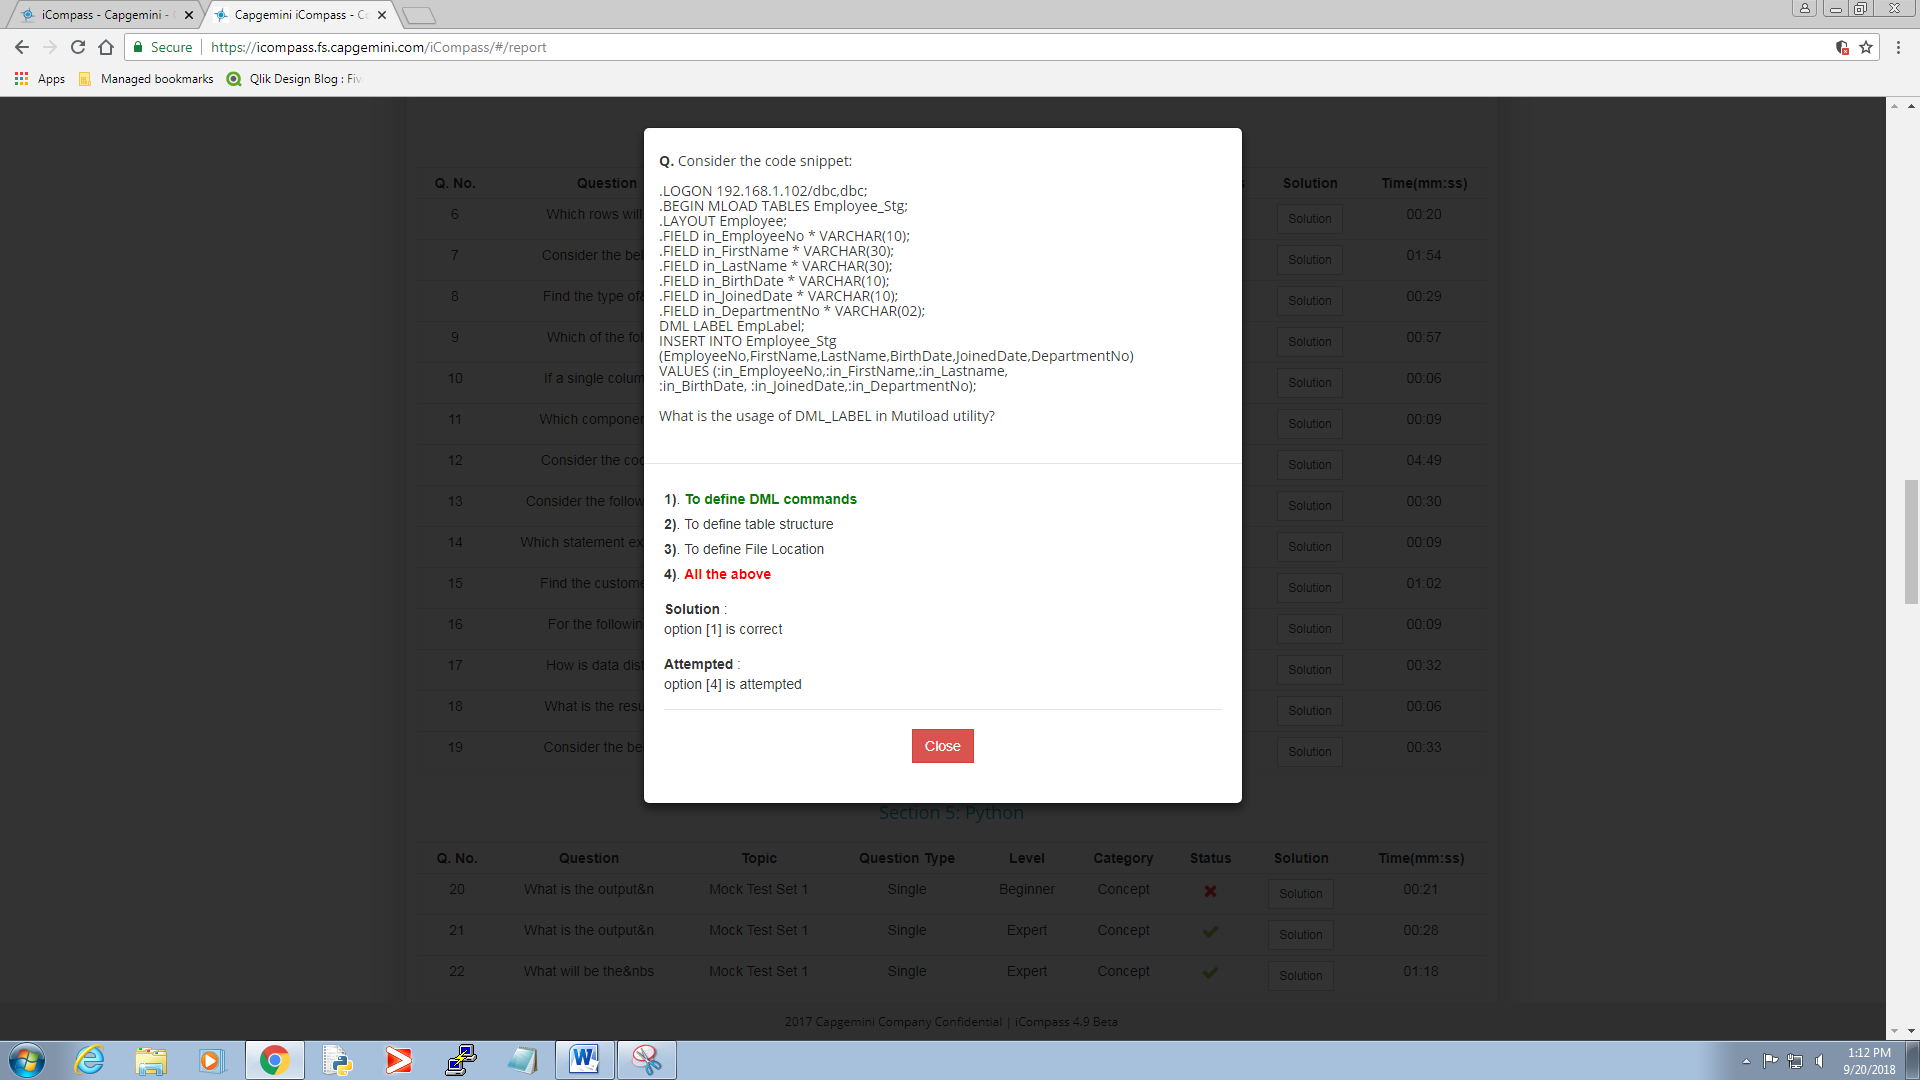 iCompass - Capgemini -
Capgemini iCompass - Co
Secure
https://icompass.fs.capgemini.com/iCompass/#/report
Apps
Managed bookmarks
Qlik Design Blog : Fiv
Q. Consider the code snippet:
.LOGON 192.168.1.102/dbc,dbc;
.BEGIN MLOAD TABLES Employee_Stg;
.LAYOUT Employee;
.FIELD in_EmployeeNo * VARCHAR(10);
.FIELD in_FirstName * VARCHAR(30);
.FIELD in_LastName * VARCHAR(30);
.FIELD in_BirthDate * VARCHAR(10);
.FIELD in_JoinedDate * VARCHAR(10);
.FIELD in_DepartmentNo * VARCHAR(02);
DML LABEL EmpLabel;
INSERT INTO Employee_Stg
(EmployeeNo,FirstName,LastName,BirthDate,JoinedDate,DepartmentNo)
VALUES (:in_EmployeeNo,:in_FirstName,:in_Lastname,
:in_BirthDate, :in_JoinedDate,:in_DepartmentNo);
What is the usage of DML_LABEL in Mutiload utility?
1). To define DML commands
2). To define table structure
3). To define File Location
4). All the above
Solution :
option [1] is correct
Attempted :
option [4] is attempted
Close
Q. No. Question Solution Time(mm:ss)
6 Which rows will Solution 00:20
7 Consider the bel Solution 01:54
8 Find the type of& Solution 00:29
9 Which of the fol Solution 00:57
10 If a single colum Solution 00:06
11 Which componen Solution 00:09
12 Consider the cod Solution 04:49
13 Consider the follow Solution 00:30
14 Which statement ex Solution 00:09
15 Find the custome Solution 01:02
16 For the following Solution 00:09
17 How is data dist Solution 00:32
18 What is the resu Solution 00:06
19 Consider the be Solution 00:33
Section 5: Python
Q. No. Question Topic Question Type Level Category Status Solution Time(mm:ss)
20 What is the output&n Mock Test Set 1 Single Beginner Concept Solution 00:21
21 What is the output&n Mock Test Set 1 Single Expert Concept Solution 00:28
22 What will be the&nbs Mock Test Set 1 Single Expert Concept Solution 01:18
2017 Capgemini Company Confidential | iCompass 4.9 Beta
1:12 PM
9/20/2018